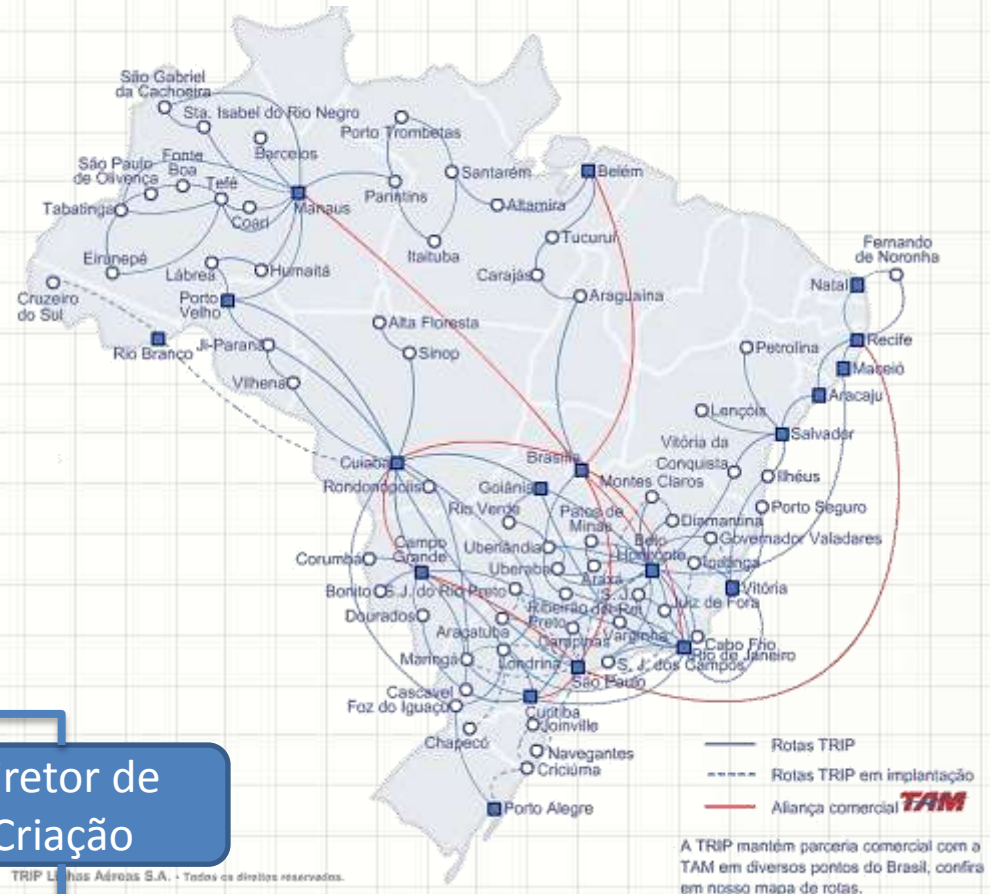 São Gabriel
da Cachoeira
Sta. Isabel do Rio Negro
Barcelos
Porto Trombetas
Fonte
Boa
São Paulo
de Olivença
Tefé
Tabatinga
Coari
Manaus
Parintins
Santarém
Belém
Altamira
Eirunepé
Lábrea
Humaitá
Itaituba
Tucuruí
Carajás
Fernando
de Noronha
Cruzeiro
do Sul
Porto
Velho
Araguaina
Natal
Rio Branco
Ji-Paraná
Alta Floresta
Sinop
Petrolina
Recife
Maceió
Vilhena
Aracaju
Lençóis
Salvador
Cuiabá
Brasília
Vitória da
Conquista
Ilhéus
Rondonópolis
Goiânia
Montes Claros
Rio Verde
Patos de
Minas
Porto Seguro
Diamantina
Governador Valadares
Corumbá
Campo
Grande
Uberlândia
Belo
Horizonte
Ipatinga
Uberaba
Araxá
Bonito
S.J. do Rio Preto
S. J.
del Rei
Vitória
Juiz de Fora
Dourados
Ribeirão
Preto
Araçatuba
Campinas
Varginha
Cabo Frio
Rio de Janeiro
Maringá
Londrina
S. J. dos Campos
São Paulo
Cascavel
Foz do Iguaçu
Curitiba
Joinville
Chapecó
Navegantes
Criciúma
Porto Alegre
Rotas TRIP
Rotas TRIP em implantação
Aliança comercial TAM
A TRIP mantém parceria comercial com a
TAM em diversos pontos do Brasil, confira
em nosso mapa de rotas.
retor de
Criação
TRIP Linhas Aéreas S.A. - Todos os direitos reservados.